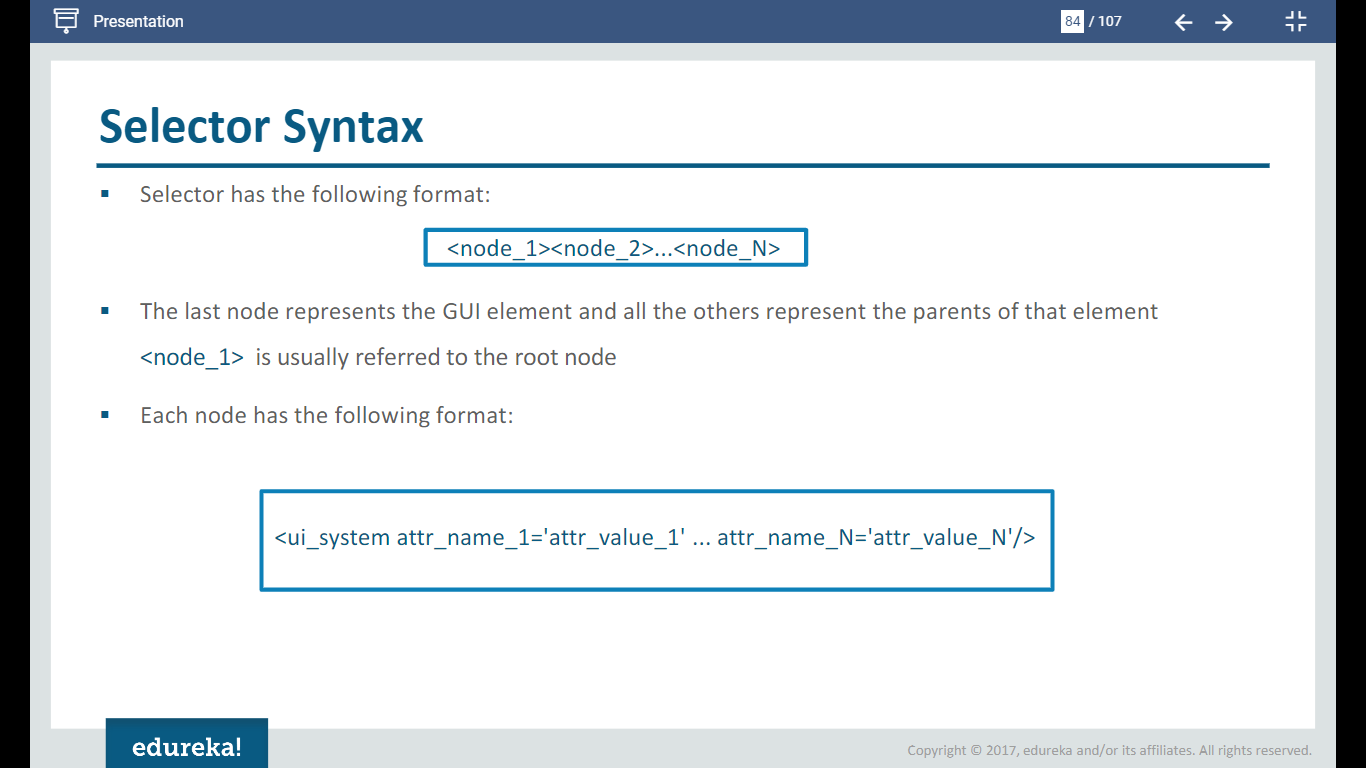 Presentation
84 / 107
Selector Syntax
Selector has the following format:
<node_1><node_2>...<node_N>
The last node represents the GUI element and all the others represent the parents of that element
<node_1> is usually referred to the root node
Each node has the following format:
<ui_system attr_name_1='attr_value_1' ... attr_name_N='attr_value_N'/>
edureka!
Copyright © 2017, edureka and/or its affiliates. All rights reserved.